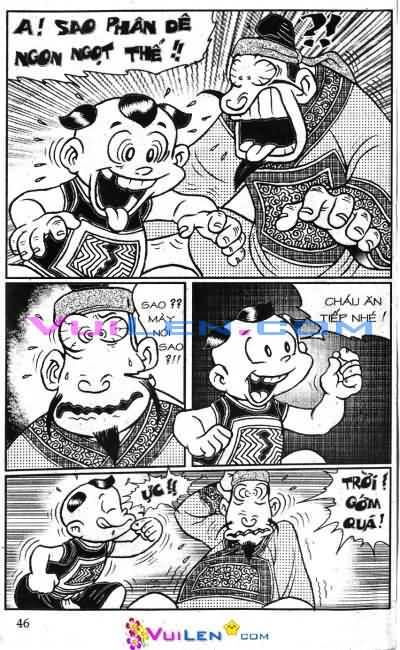 A! SAO PHÂN DÊ
NGON NGỌT THẾ!!
?!
SAO ??
MÀY
NÓI
SAO ?
?!!
CHÁU ĂN
TIẾP NHÉ !
VUILEN.COM
ỰC!!
TRỜI!
GỚM
QUÁ!
46
VUILEN.COM